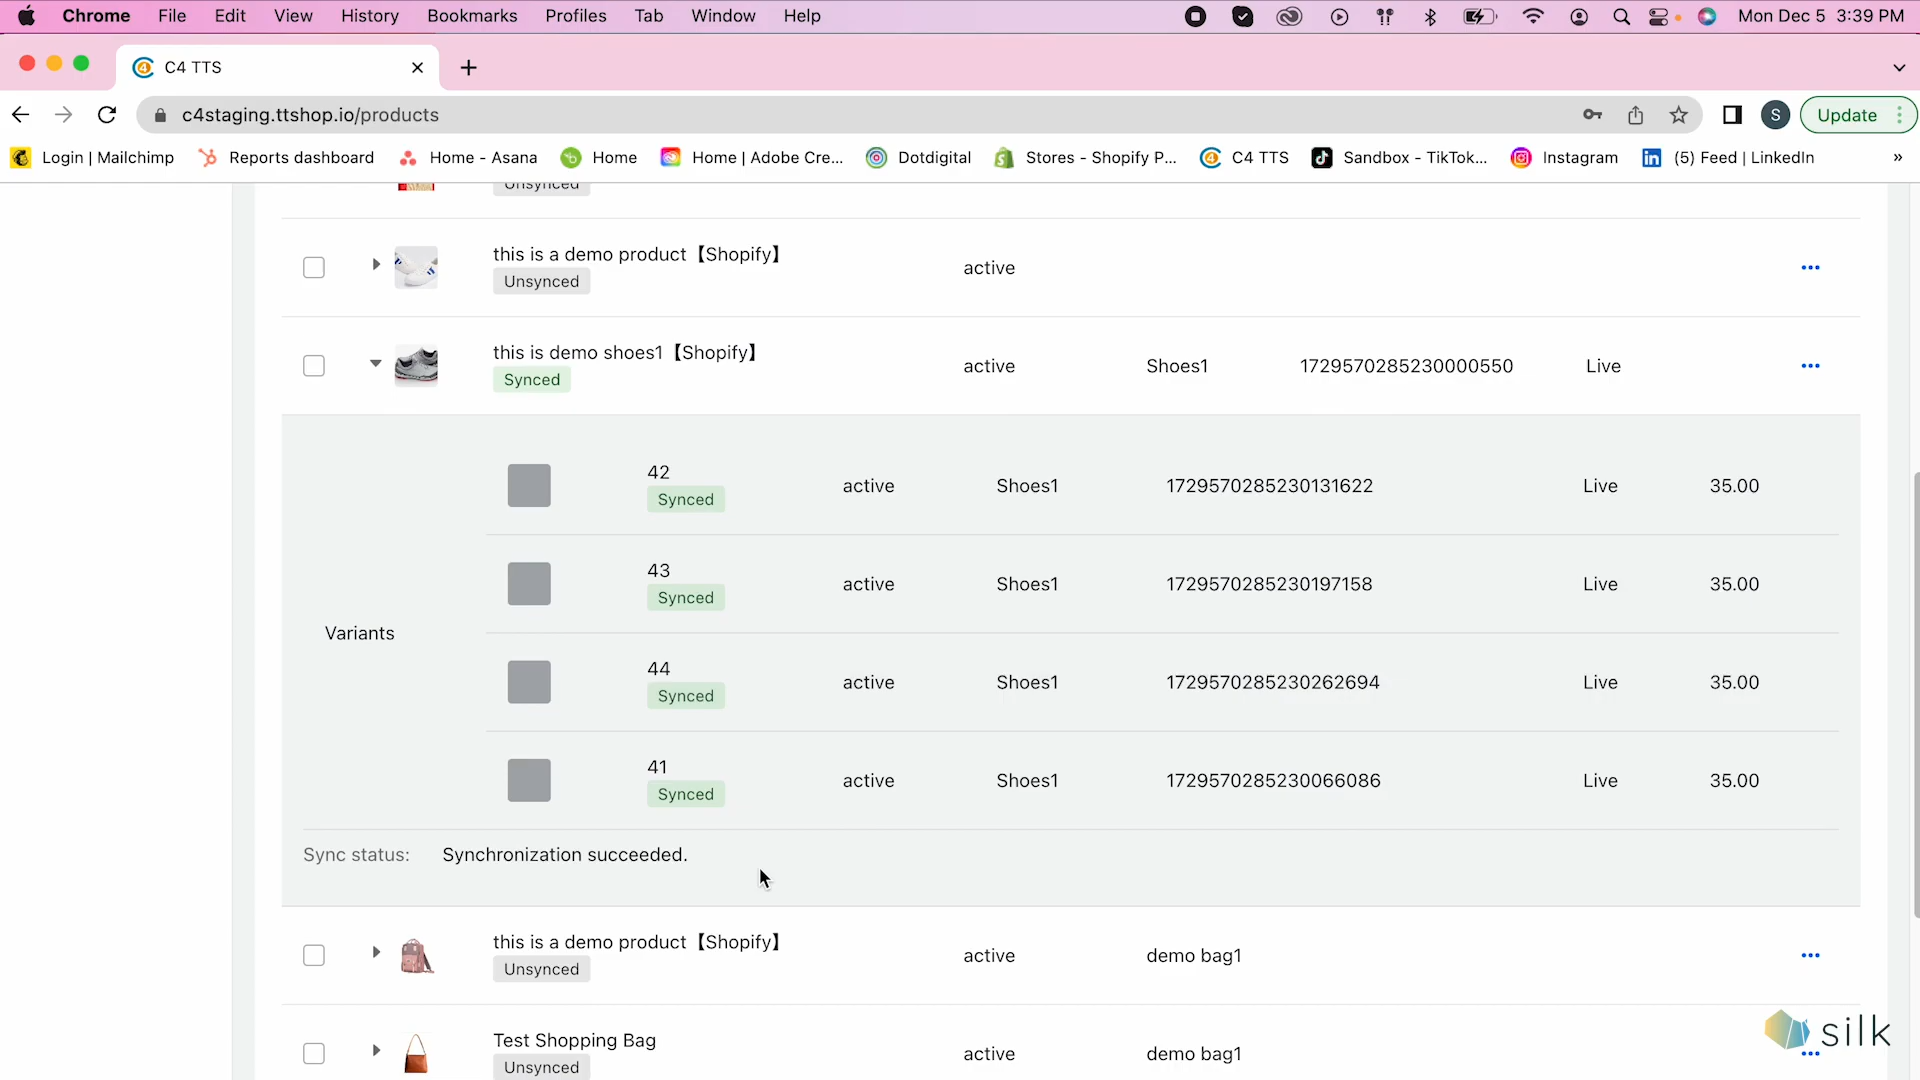 Chrome File Edit View History Bookmarks Profiles Tab Window Help Mon Dec 5 3:39 PM
C4 TTS
c4staging.ttshop.io/products S Update
Login | Mailchimp Reports dashboard Home - Asana Home Home | Adobe Cre... Dotdigital Stores - Shopify P... C4 TTS Sandbox - TikTok... Instagram (5) Feed | LinkedIn »
Unsynced
this is a demo product【Shopify】 active
Unsynced
this is demo shoes1【Shopify】 active Shoes1 1729570285230000550 Live
Synced
42 active Shoes1 1729570285230131622 Live 35.00
Synced
43 active Shoes1 1729570285230197158 Live 35.00
Synced
Variants
44 active Shoes1 1729570285230262694 Live 35.00
Synced
41 active Shoes1 1729570285230066086 Live 35.00
Synced
Sync status: Synchronization succeeded.
this is a demo product【Shopify】 active demo bag1
Unsynced
Test Shopping Bag active demo bag1
Unsynced
silk